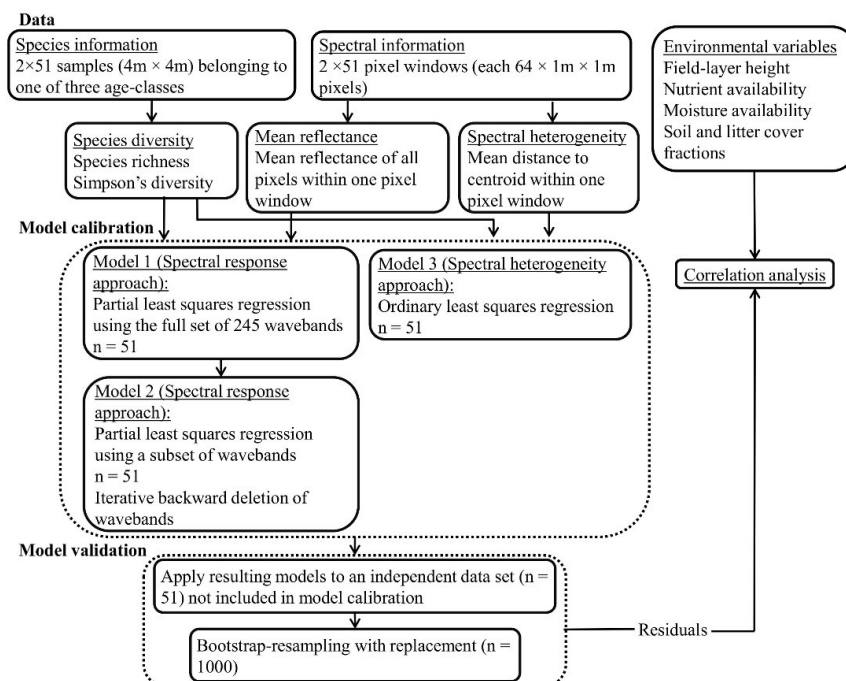 Data
Species information
2×51 samples (4m × 4m) belonging to
one of three age-classes
Spectral information
2 ×51 pixel windows (each 64 × 1m × 1m
pixels)
Environmental variables
Field-layer height
Nutrient availability
Moisture availability
Soil and litter cover
fractions
Species diversity
Species richness
Simpson's diversity
Mean reflectance
Mean reflectance of all
pixels within one pixel
window
Spectral heterogeneity
Mean distance to
centroid within one
pixel window
Model calibration
Model 1 (Spectral response
approach):
Partial least squares regression
using the full set of 245 wavebands
n = 51
Model 3 (Spectral heterogeneity
approach):
Ordinary least squares regression
n = 51
Correlation analysis
Model 2 (Spectral response
approach):
Partial least squares regression
using a subset of wavebands
n = 51
Iterative backward deletion of
wavebands
Model validation
Apply resulting models to an independent data set (n =
51) not included in model calibration
Residuals
Bootstrap-resampling with replacement (n =
1000)